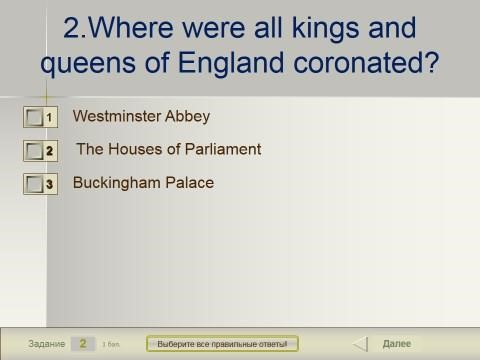 2.Where were all kings and
queens of England coronated?
1 Westminster Abbey
2 The Houses of Parliament
3 Buckingham Palace
Задание 2 1 бал. Выберите все правильные ответы! Далее